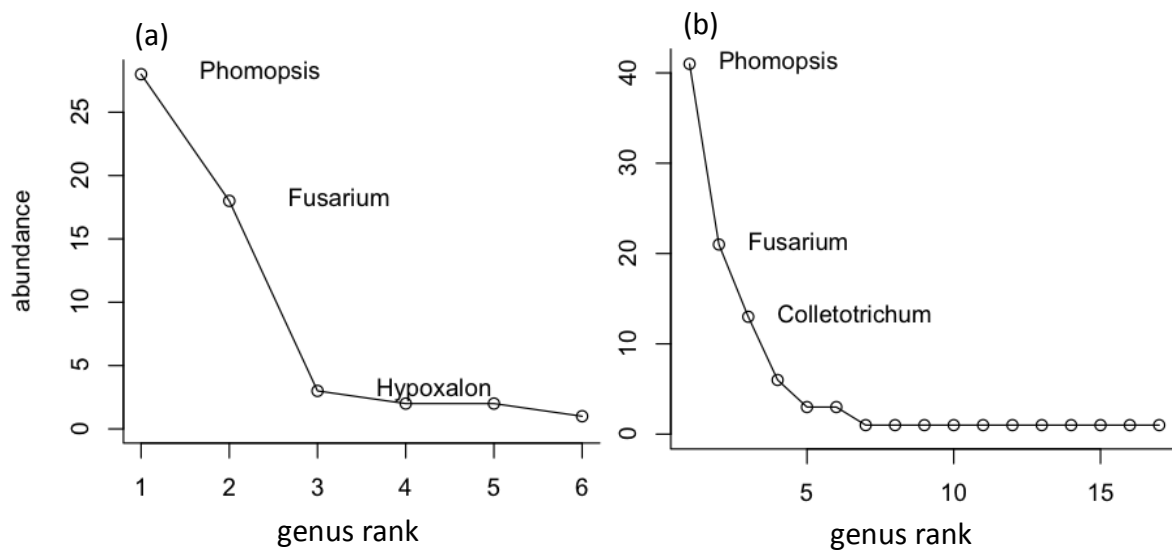 (a)
Phomopsis
Fusarium
Hypoxalon
abundance
0
5
10
15
20
25
1 2 3 4 5 6
genus rank
(b)
Phomopsis
Fusarium
Colletotrichum
0
10
20
30
40
5 10 15
genus rank